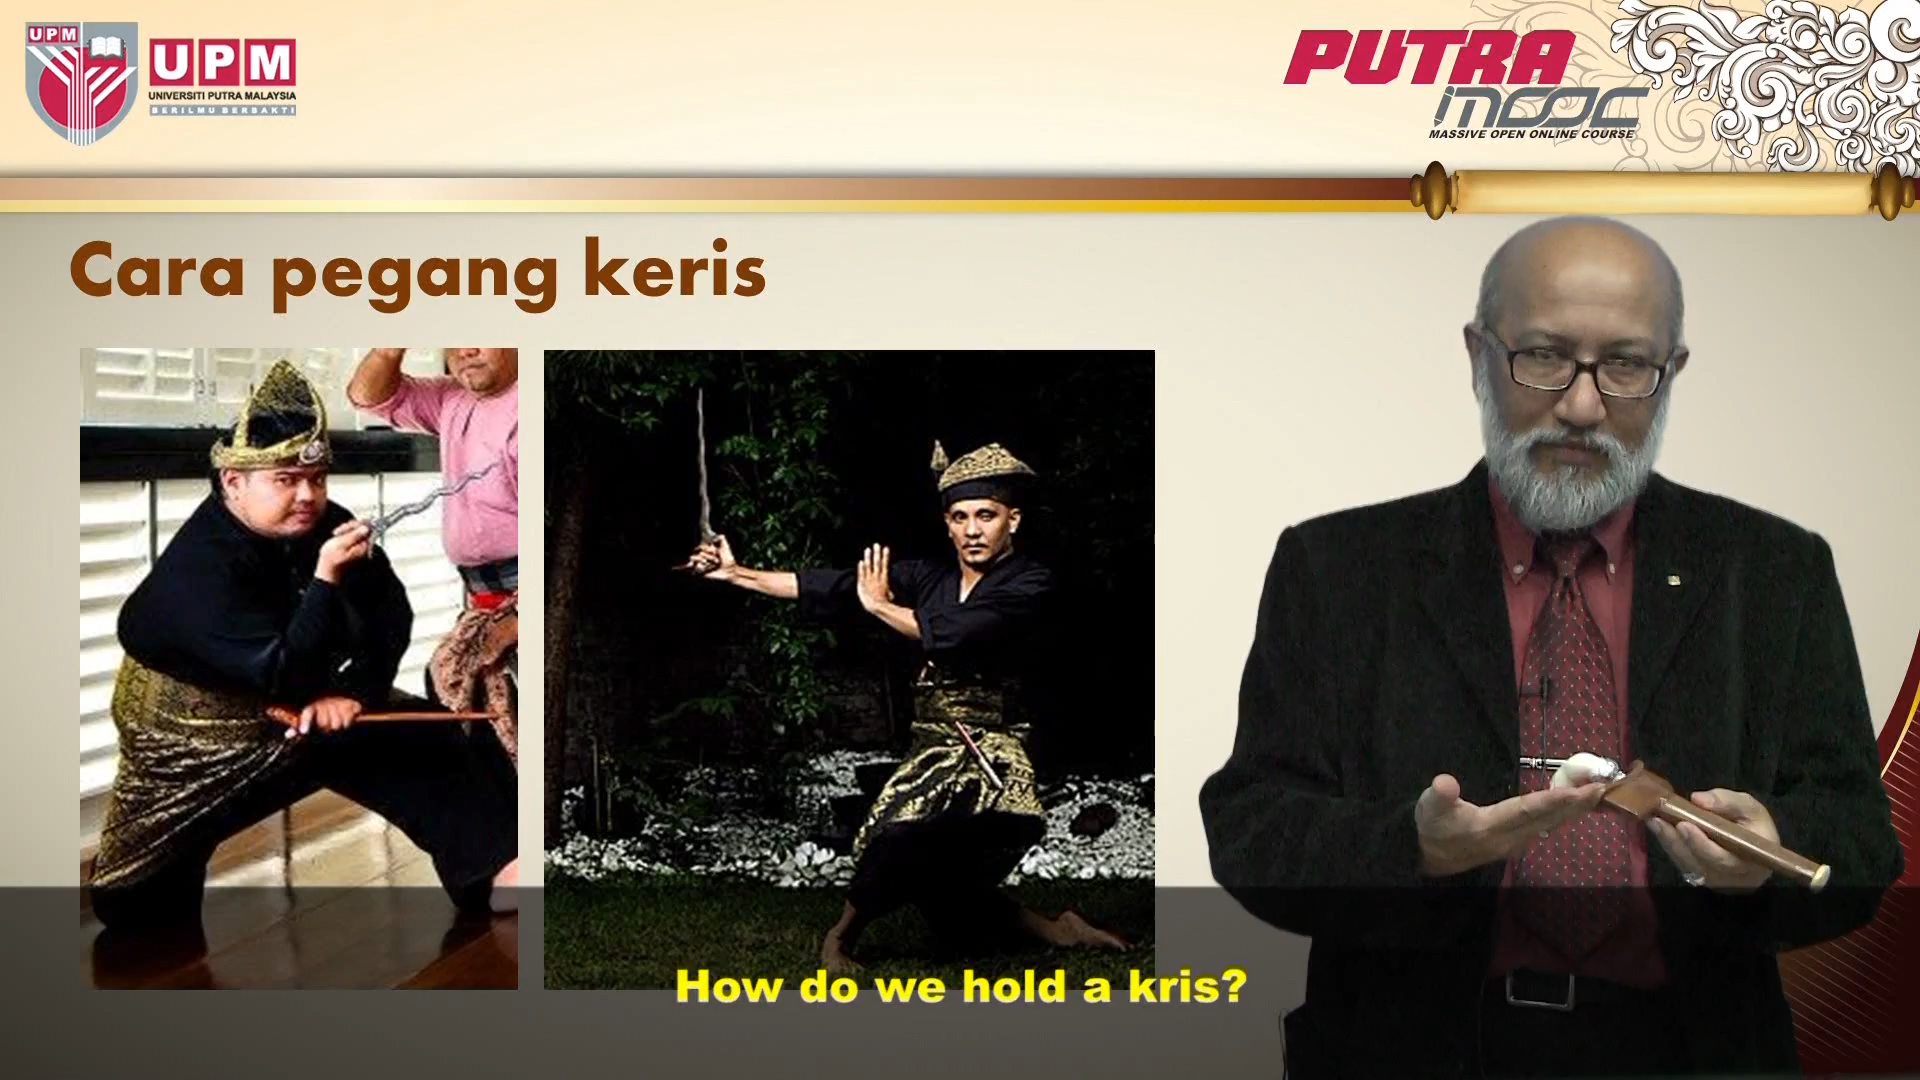 UPM
UPM
UNIVERSITI PUTRA MALAYSIA
BERILMU BERBAKTI
PUTRA
mooc
MASSIVE OPEN ONLINE COURSE
Cara pegang keris
How do we hold a kris?